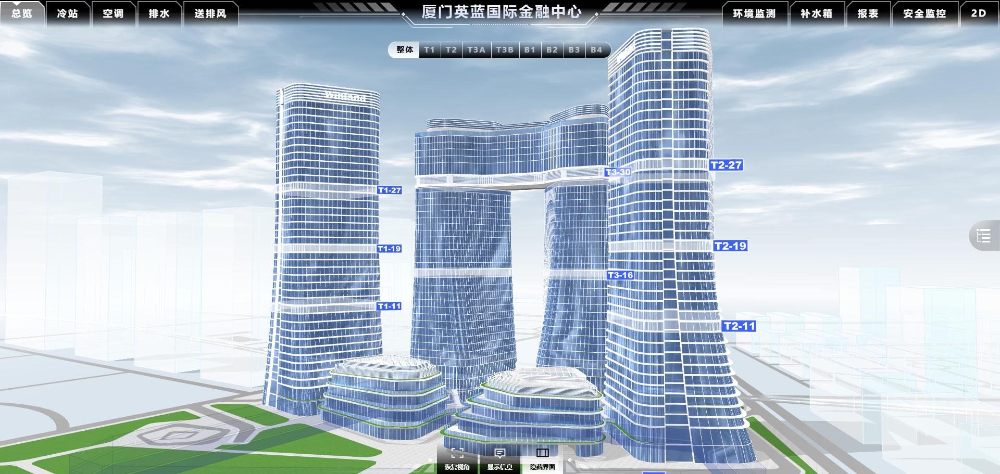 总览 冷站 空调 排水 送排风
厦门英蓝国际金融中心
环境监测 补水箱 报表 安全监控 2D
整体 T1 T2 T3A T3B B1 B2 B3 B4
Winland
T2-27
T3-30
T1-27
T2-19
T1-19
T3-16
T1-11
T2-11
恢复视角 显示信息 隐藏界面